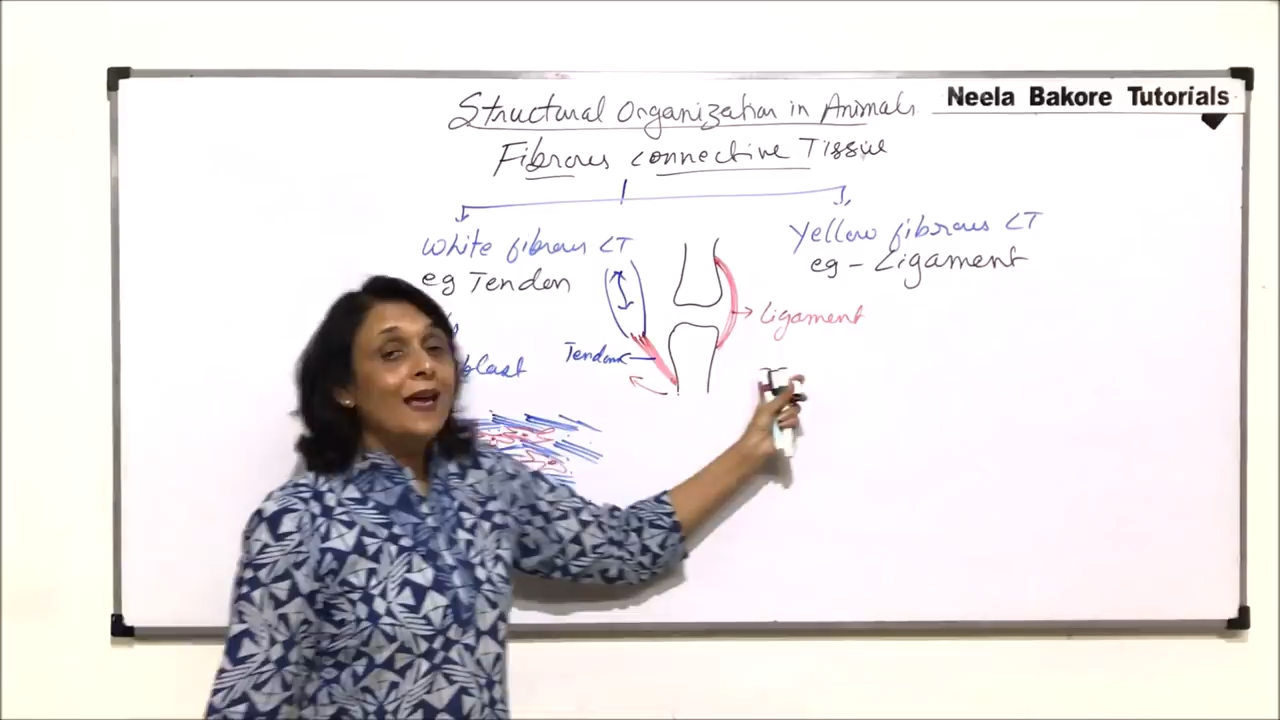 Structural Organization in Animals
Neela Bakore Tutorials
Fibrous connective Tissue
White fibrous CT
eg Tendon
Yellow fibrous CT
eg - Ligament
Ligament
Tendon
blast